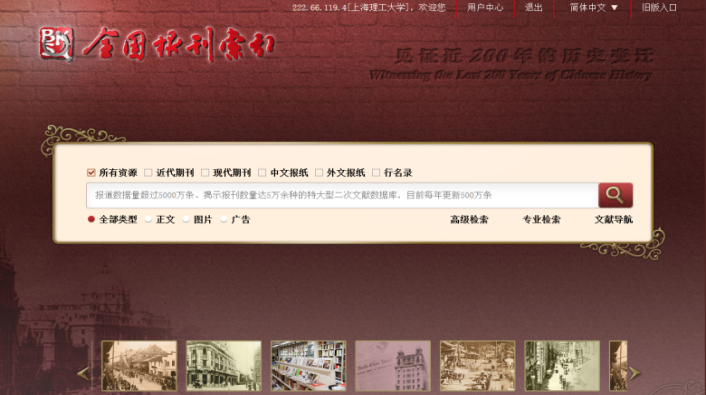 222.66.119.4[上海理工大学]，欢迎您 用户中心 退出 简体中文 ▼ 旧版入口
全国报刊索引
见证近200年的历史变迁
Witnessing the Last 200 Years of Chinese History
所有资源 近代期刊 现代期刊 中文报纸 外文报纸 行名录
报道数据量超过5000万条、揭示报刊数量达5万余种的特大型二次文献数据库，目前每年更新500万条
全部类型 正文 图片 广告 高级检索 专业检索 文献导航